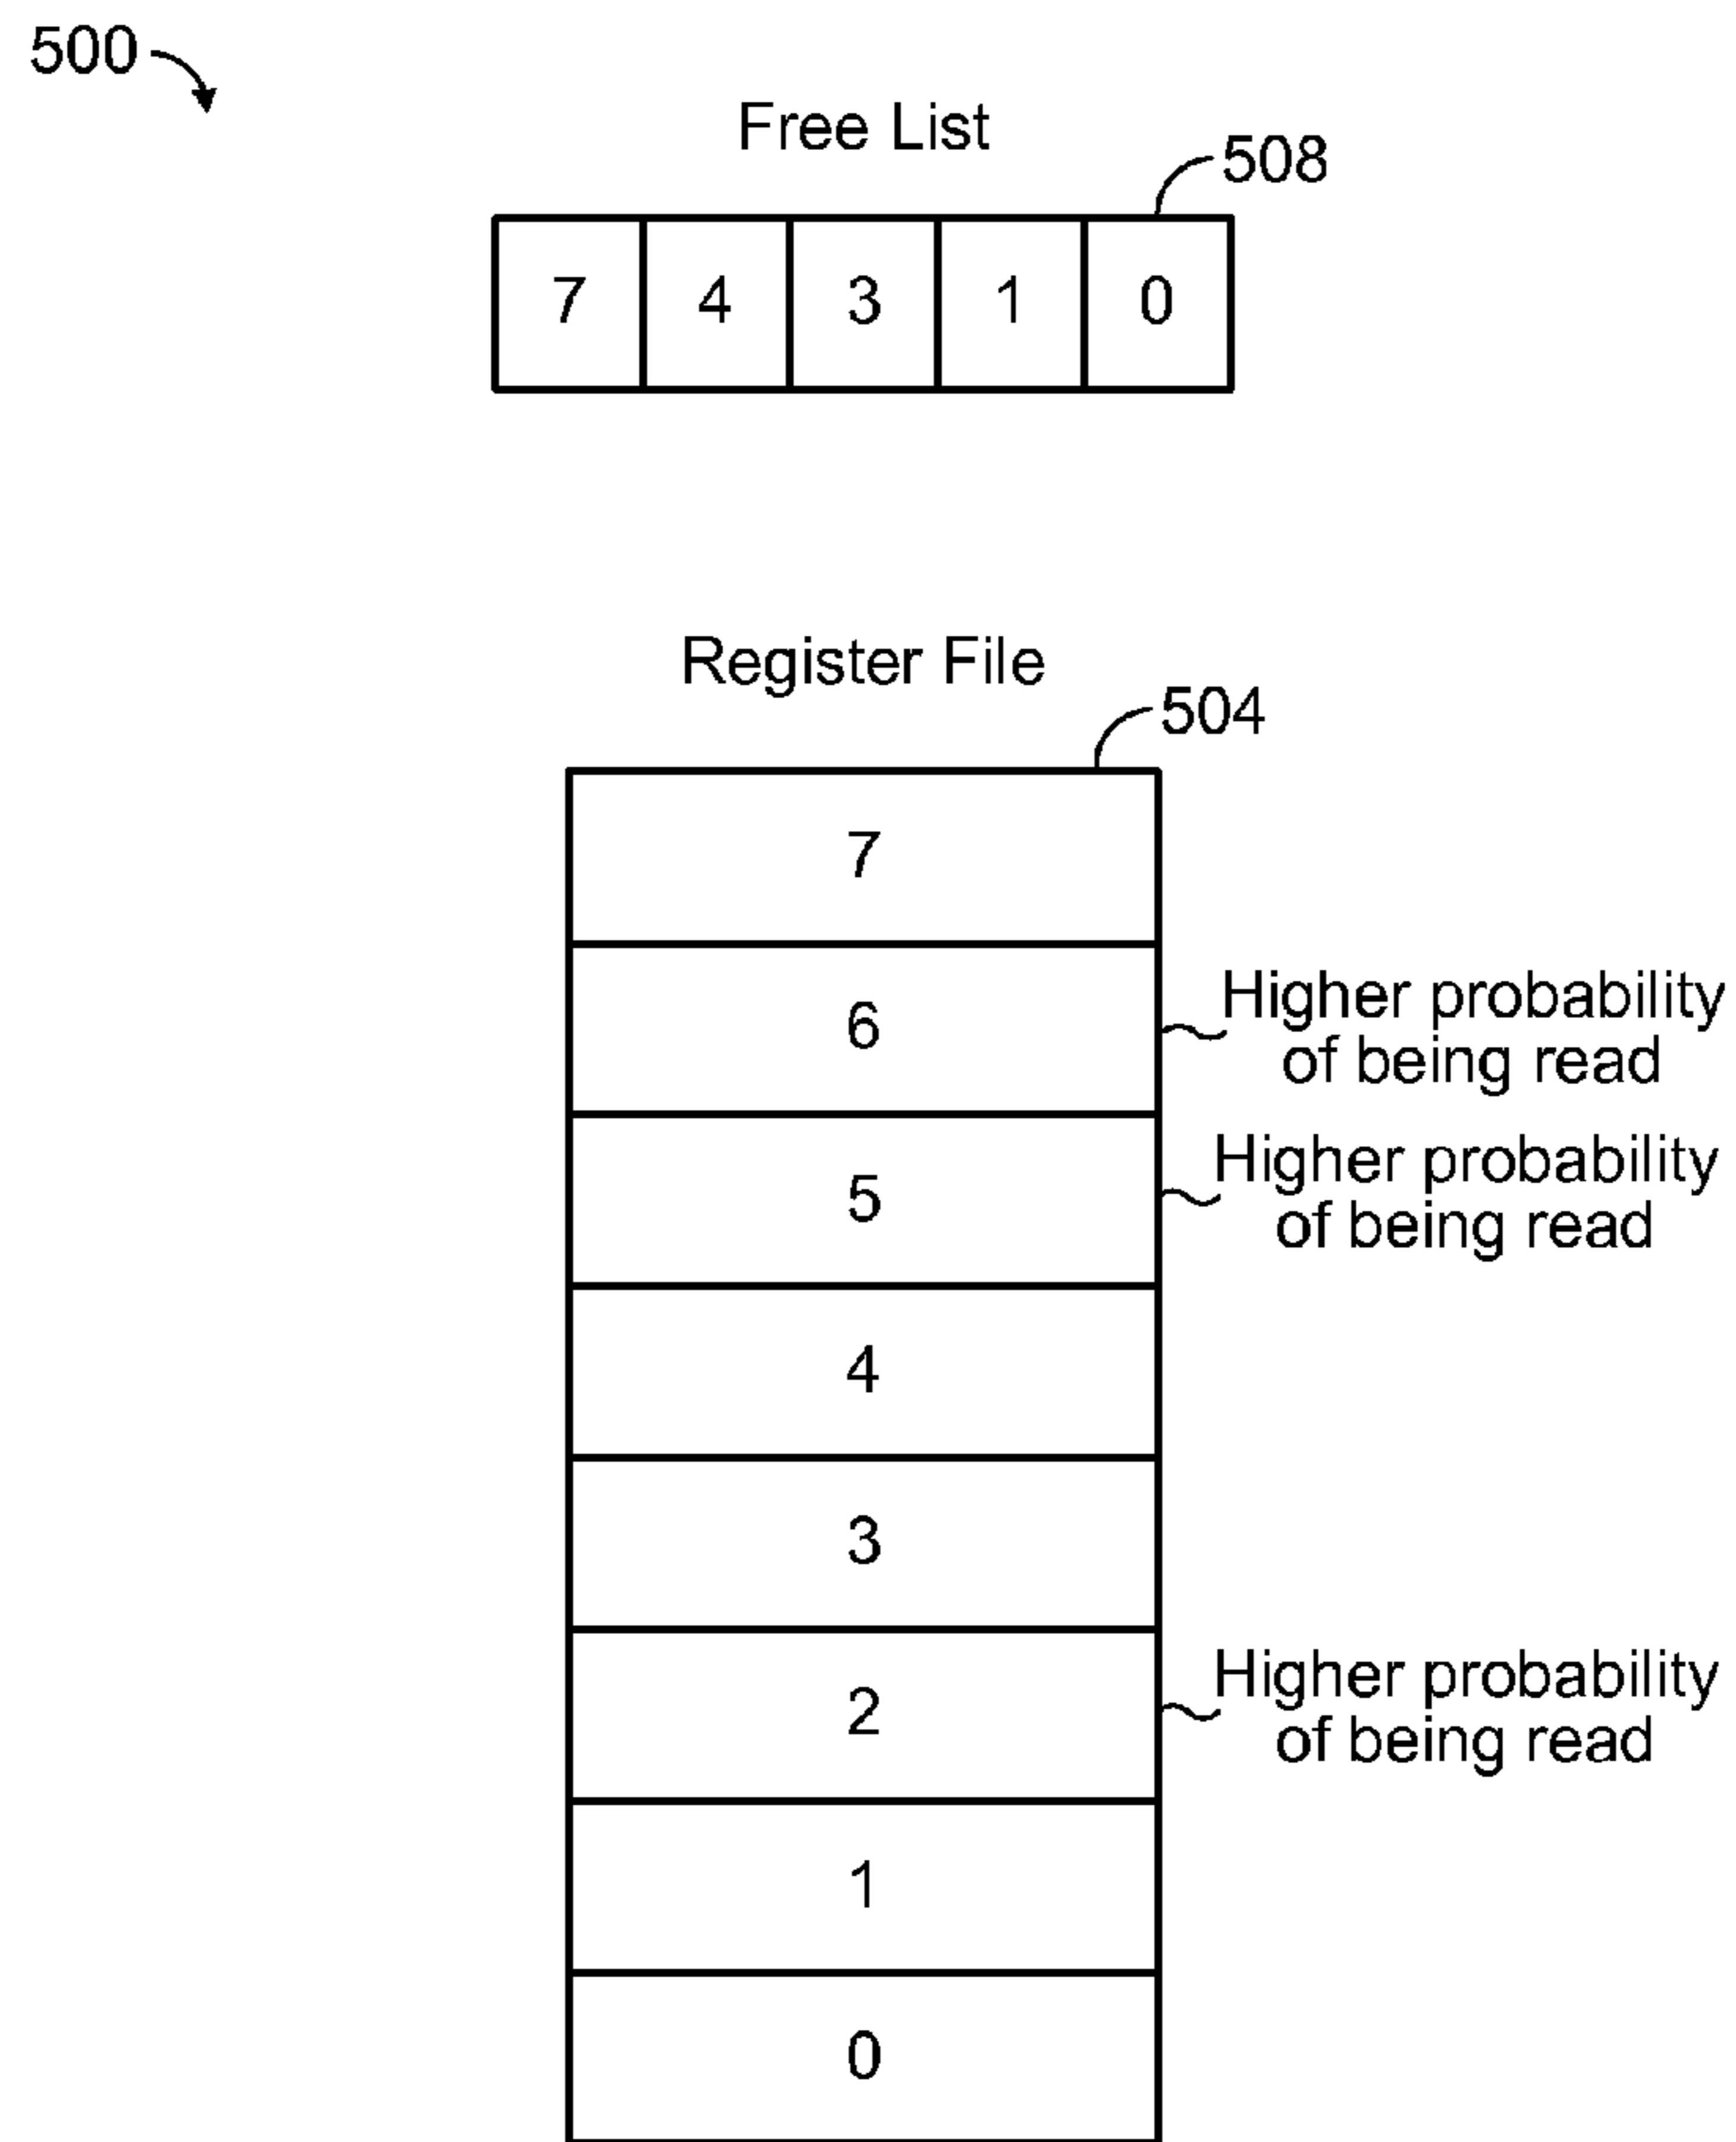 500
Free List
508
7 4 3 1 0
Register File
504
7
6
Higher probability
of being read
5
Higher probability
of being read
4
3
2
Higher probability
of being read
1
0